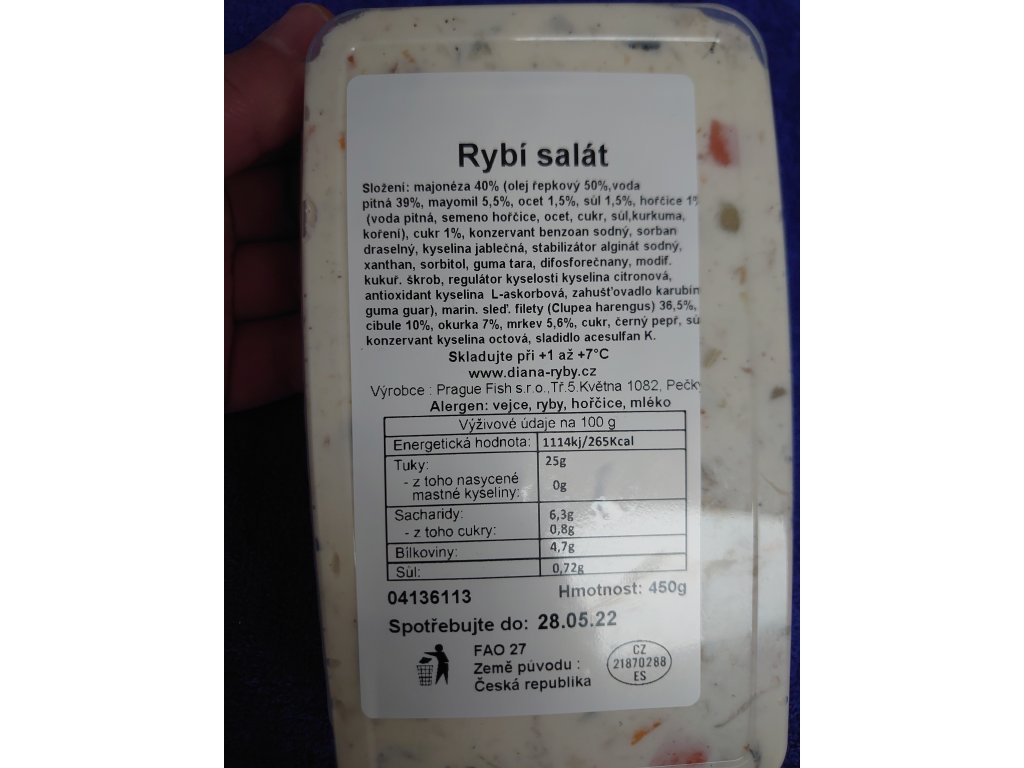 Rybí salát
Složení: majonéza 40% (olej řepkový 50%,voda
pitná 39%, mayomil 5,5%, ocet 1,5%, sůl 1,5%, hořčice 1%
(voda pitná, semeno hořčice, ocet, cukr, sůl,kurkuma,
koření), cukr 1%, konzervant benzoan sodný, sorban
draselný, kyselina jablečná, stabilizátor alginát sodný,
xanthan, sorbitol, guma tara, difosforečnany, modif.
kukuř. škrob, regulátor kyselosti kyselina citronová,
antioxidant kyselina L-askorbová, zahušťovadlo karubin
guma guar), marin. sleď. filety (Clupea harengus) 36,5%,
cibule 10%, okurka 7%, mrkev 5,6%, cukr, černý pepř, sů
konzervant kyselina octová, sladidlo acesulfan K.
Skladujte při +1 až +7°C
www.diana-ryby.cz
Výrobce : Prague Fish s.r.o.,Tř.5.Května 1082, Pečky
Alergen: vejce, ryby, hořčice, mléko
Výživové údaje na 100 g
Energetická hodnota: 1114kj/265Kcal
Tuky: 25g
- z toho nasycené
mastné kyseliny: 0g
Sacharidy: 6,3g
- z toho cukry: 0,8g
Bílkoviny: 4,7g
Sůl: 0,72g
04136113 Hmotnost: 450g
Spotřebujte do: 28.05.22
FAO 27
Země původu :
Česká republika
CZ
21870288
ES